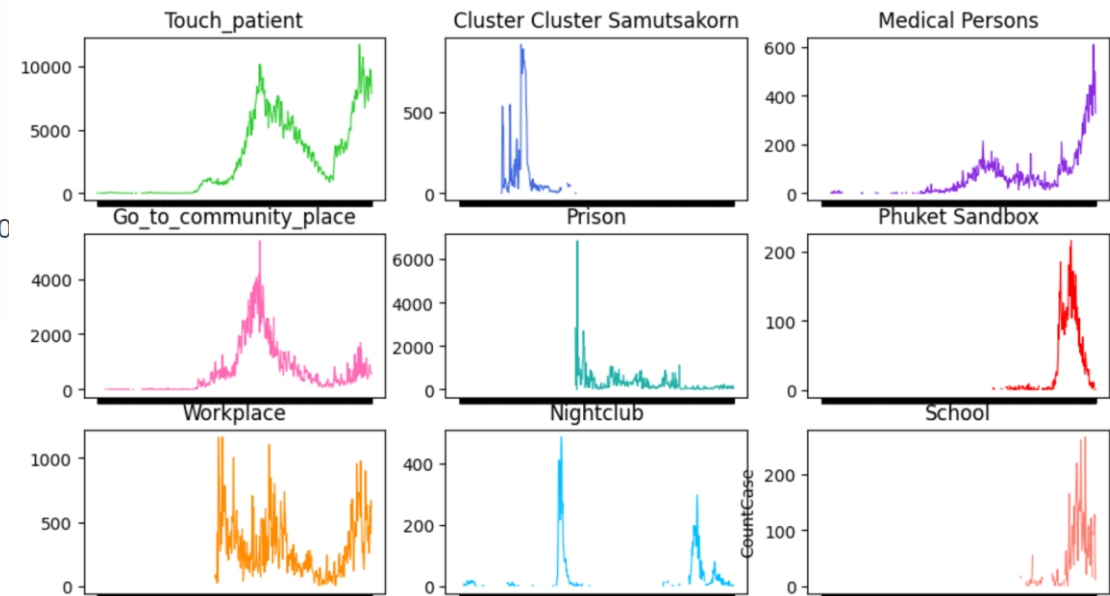 Touch_patient
10000
5000
0
Cluster Cluster Samutsakorn
500
0
Medical Persons
600
400
200
0
0
Go_to_community_place
4000
2000
0
Prison
6000
4000
2000
0
Phuket Sandbox
200
100
0
Workplace
1000
500
0
Nightclub
400
200
0
School
CountCase
200
100
0